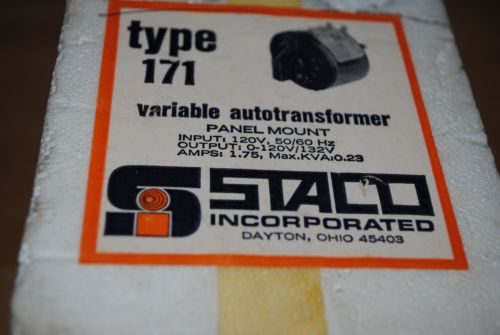 type
171
variable autotransformer
PANEL MOUNT
INPUT: 120V, 50/60 Hz
OUTPUT: 0-120V/132V
AMPS: 1.75, Max.KVA:0.23
STACO
INCORPORATED
DAYTON, OHIO 45403